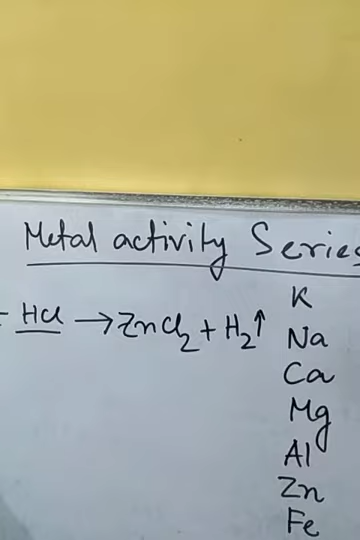 Metal activity Series
+ HCl → ZnCl₂ + H₂↑
K
Na
Ca
Mg
Al
Zn
Fe